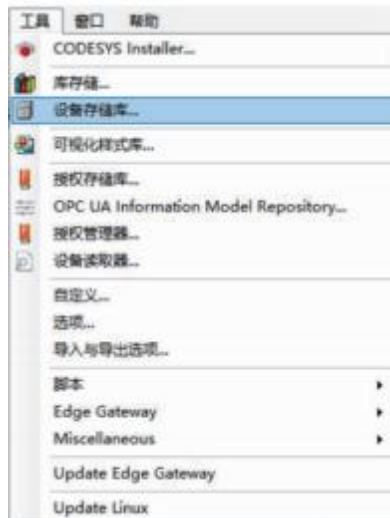 工具 窗口 帮助
CODESYS Installer...
库存储...
设备存储库...
可视化样式库...
授权存储库...
OPC UA Information Model Repository...
授权管理器...
设备读取器...
自定义...
选项...
导入与导出选项...
脚本
Edge Gateway
Miscellaneous
Update Edge Gateway
Update Linux